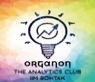 organon
THE ANALYTICS CLUB
IIM ROHTAK